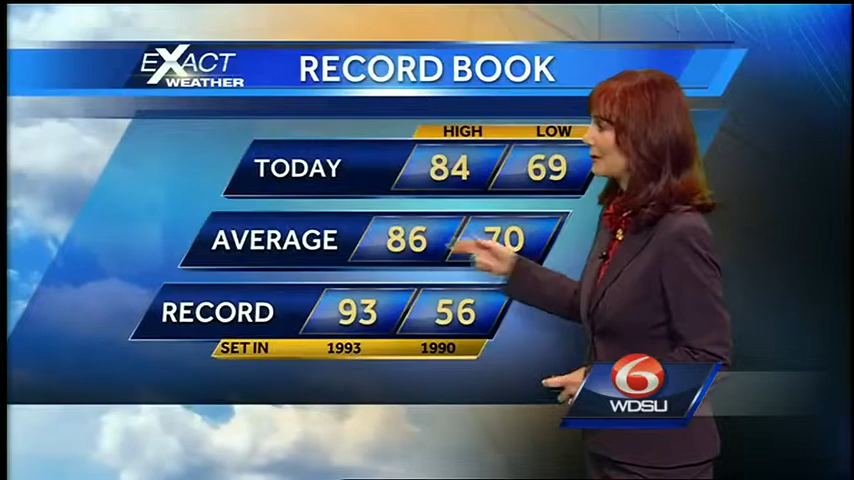 EXACT
WEATHER
RECORD BOOK
HIGH LOW
TODAY 84 69
AVERAGE 86 70
RECORD 93 56
SET IN 1993 1990
6
WDSU